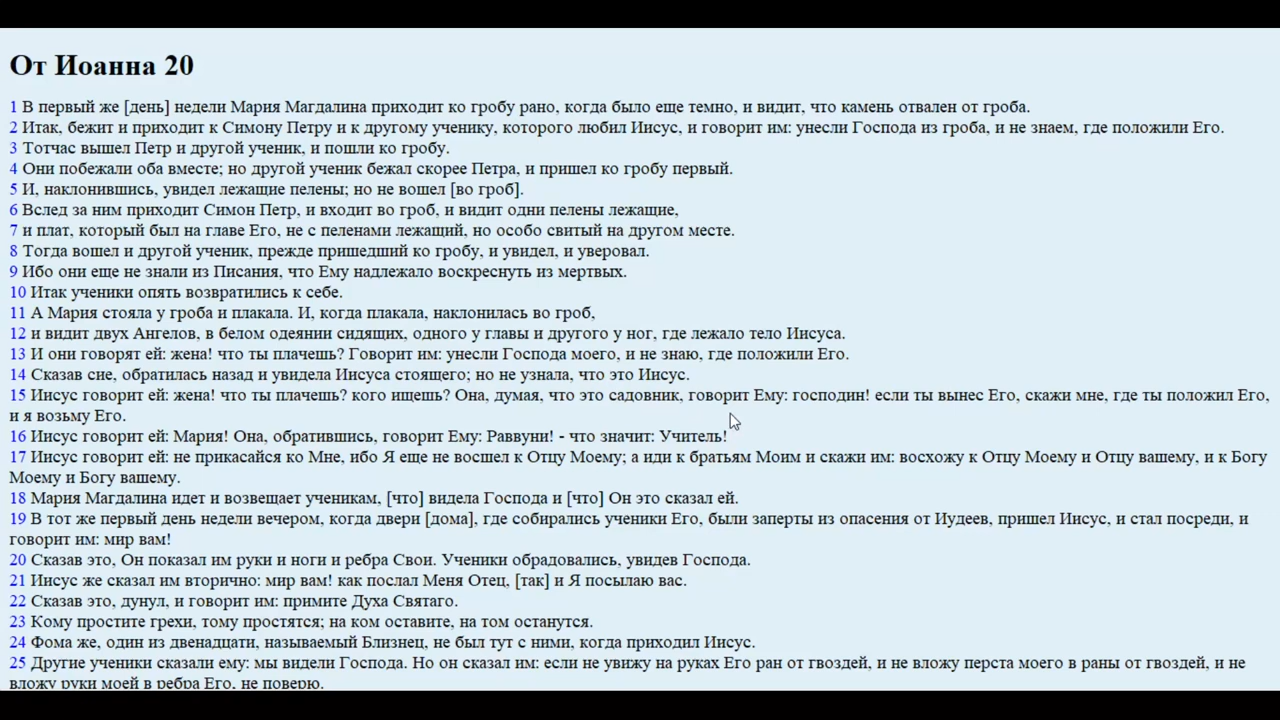 От Иоанна 20
1 В первый же [день] недели Мария Магдалина приходит ко гробу рано, когда было еще темно, и видит, что камень отвален от гроба.
2 Итак, бежит и приходит к Симону Петру и к другому ученику, которого любил Иисус, и говорит им: унесли Господа из гроба, и не знаем, где положили Его.
3 Тотчас вышел Петр и другой ученик, и пошли ко гробу.
4 Они побежали оба вместе; но другой ученик бежал скорее Петра, и пришел ко гробу первый.
5 И, наклонившись, увидел лежащие пелены; но не вошел [во гроб].
6 Вслед за ним приходит Симон Петр, и входит во гроб, и видит одни пелены лежащие,
7 и плат, который был на главе Его, не с пеленами лежащий, но особо свитый на другом месте.
8 Тогда вошел и другой ученик, прежде пришедший ко гробу, и увидел, и уверовал.
9 Ибо они еще не знали из Писания, что Ему надлежало воскреснуть из мертвых.
10 Итак ученики опять возвратились к себе.
11 А Мария стояла у гроба и плакала. И, когда плакала, наклонилась во гроб,
12 и видит двух Ангелов, в белом одеянии сидящих, одного у главы и другого у ног, где лежало тело Иисуса.
13 И они говорят ей: жена! что ты плачешь? Говорит им: унесли Господа моего, и не знаю, где положили Его.
14 Сказав сие, обратилась назад и увидела Иисуса стоящего; но не узнала, что это Иисус.
15 Иисус говорит ей: жена! что ты плачешь? кого ищешь? Она, думая, что это садовник, говорит Ему: господин! если ты вынес Его, скажи мне, где ты положил Его,
и я возьму Его.
16 Иисус говорит ей: Мария! Она, обратившись, говорит Ему: Раввуни! - что значит: Учитель!
17 Иисус говорит ей: не прикасайся ко Мне, ибо Я еще не восшел к Отцу Моему; а иди к братьям Моим и скажи им: восхожу к Отцу Моему и Отцу вашему, и к Богу
Моему и Богу вашему.
18 Мария Магдалина идет и возвещает ученикам, [что] видела Господа и [что] Он это сказал ей.
19 В тот же первый день недели вечером, когда двери [дома], где собирались ученики Его, были заперты из опасения от Иудеев, пришел Иисус, и стал посреди, и
говорит им: мир вам!
20 Сказав это, Он показал им руки и ноги и ребра Свои. Ученики обрадовались, увидев Господа.
21 Иисус же сказал им вторично: мир вам! как послал Меня Отец, [так] и Я посылаю вас.
22 Сказав это, дунул, и говорит им: примите Духа Святаго.
23 Кому простите грехи, тому простятся; на ком оставите, на том останутся.
24 Фома же, один из двенадцати, называемый Близнец, не был тут с ними, когда приходил Иисус.
25 Другие ученики сказали ему: мы видели Господа. Но он сказал им: если не увижу на руках Его ран от гвоздей, и не вложу перста моего в раны от гвоздей, и не
вложу руки моей в ребра Его, не поверю.